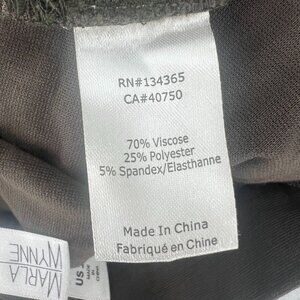 RN#134365
CA#40750
70% Viscose
25% Polyester
5% Spandex/Elasthanne
Made In China
Fabriqué en Chine
MARLA
WYNNE
US